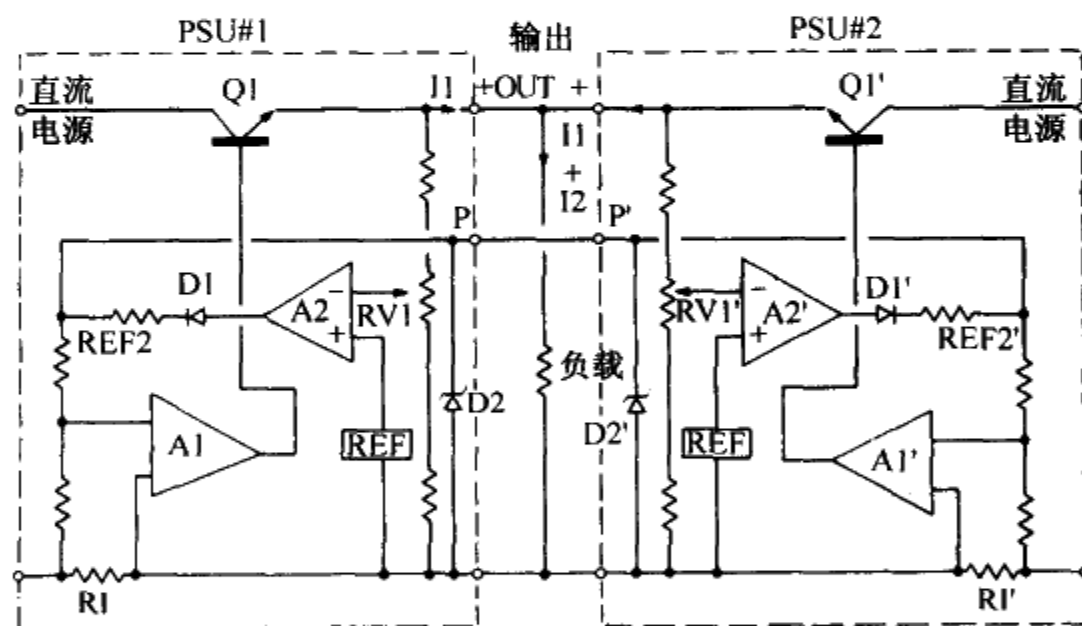 PSU#1
输出
PSU#2
直流
电源
Q1
I1
+OUT +
I1
+
I2
Q1'
直流
电源
P
P'
D1
A2
−
+
RV1
RV1'
−
+
A2'
D1'
REF2
REF2'
负载
D2
D2'
A1
REF
REF
A1'
R1
R1'